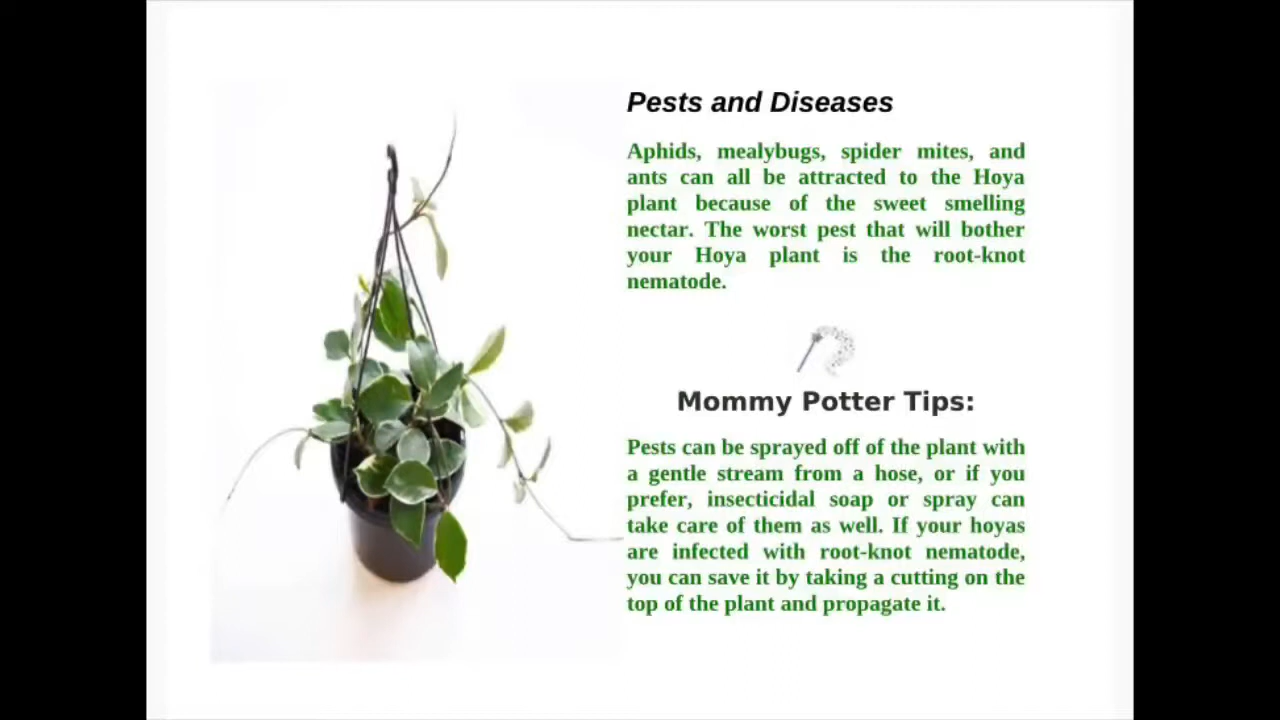 Pests and Diseases
Aphids, mealybugs, spider mites, and
ants can all be attracted to the Hoya
plant because of the sweet smelling
nectar. The worst pest that will bother
your Hoya plant is the root-knot
nematode.
Mommy Potter Tips:
Pests can be sprayed off of the plant with
a gentle stream from a hose, or if you
prefer, insecticidal soap or spray can
take care of them as well. If your hoyas
are infected with root-knot nematode,
you can save it by taking a cutting on the
top of the plant and propagate it.